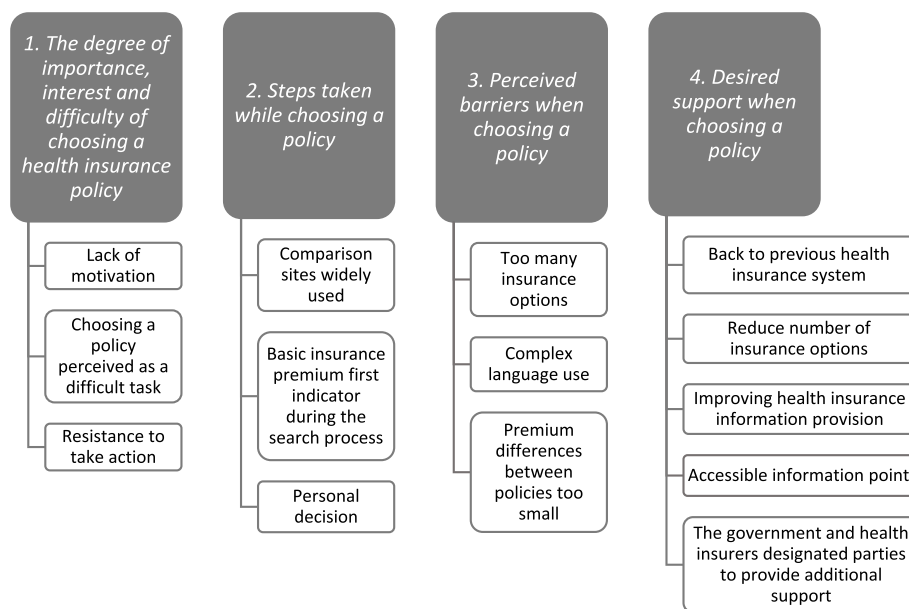 1. The degree of
importance,
interest and
difficulty of
choosing a
health insurance
policy
Lack of
motivation
Choosing a
policy
perceived as a
difficult task
Resistance to
take action
2. Steps taken
while choosing a
policy
Comparison
sites widely
used
Basic insurance
premium first
indicator
during the
search process
Personal
decision
3. Perceived
barriers when
choosing a
policy
Too many
insurance
options
Complex
language use
Premium
differences
between
policies too
small
4. Desired
support when
choosing a
policy
Back to previous health
insurance system
Reduce number of
insurance options
Improving health insurance
information provision
Accessible information point
The government and health
insurers designated parties
to provide additional
support